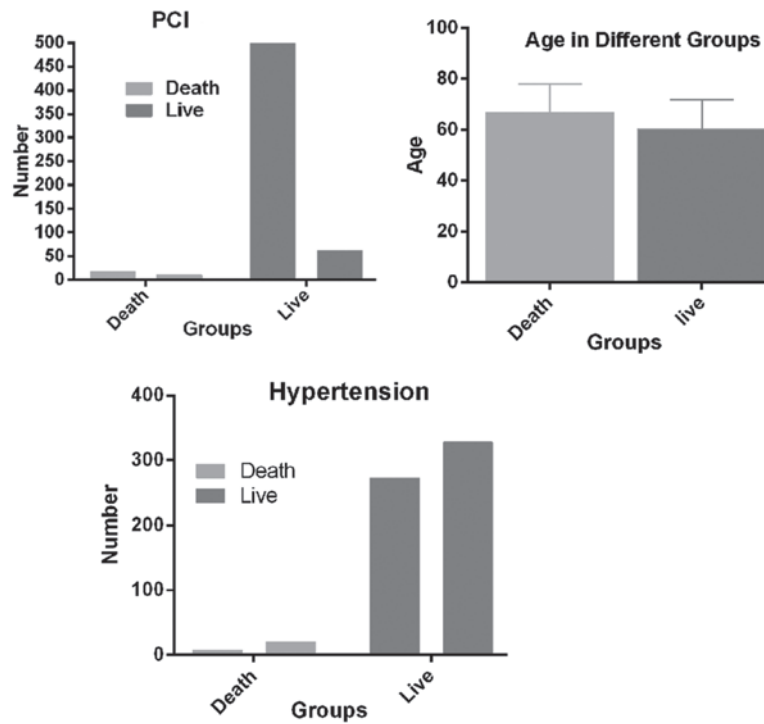 PCI
500
450
400
350
300
250
200
150
100
50
0
Number
Death
Live
Death
Live
Groups
Age in Different Groups
100
80
60
40
20
0
Age
Death
live
Groups
Hypertension
400
300
200
100
0
Number
Death
Live
Death
Live
Groups